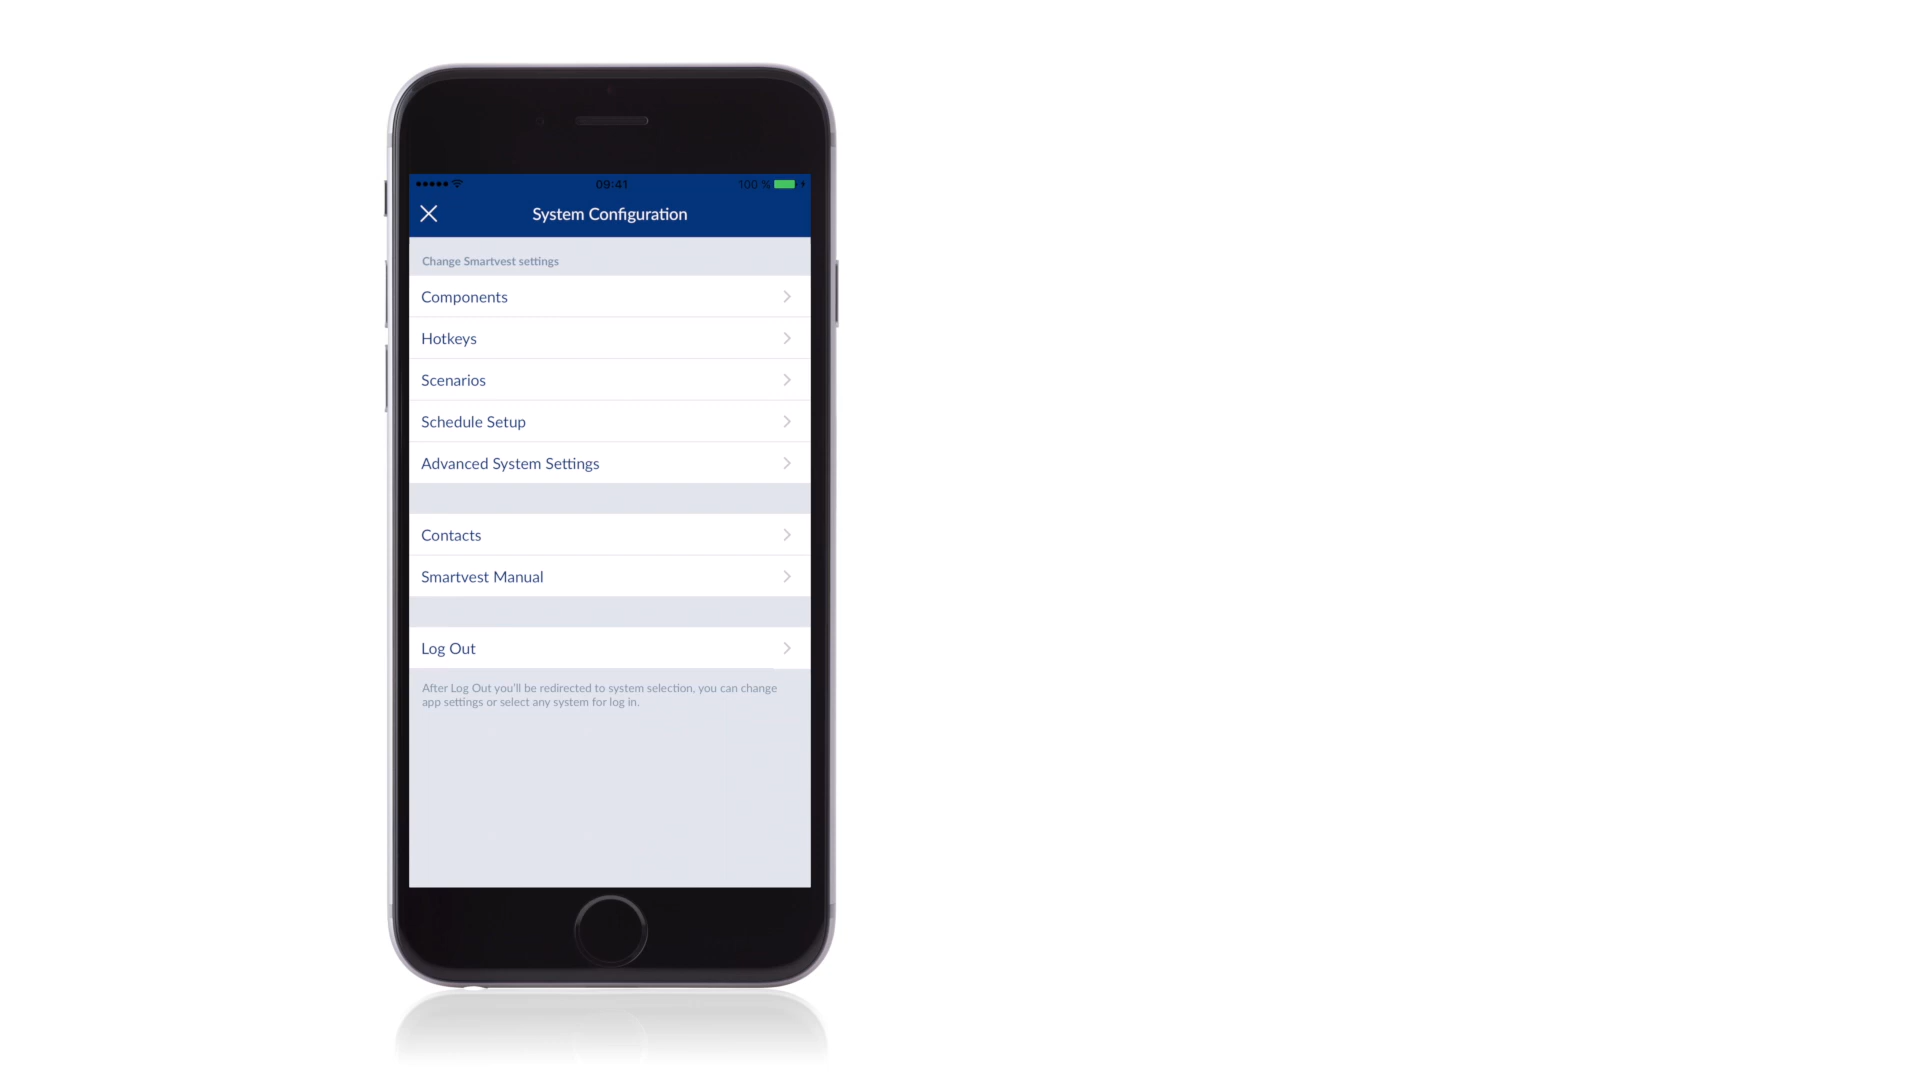 09:41
100 %
System Configuration
Change Smartvest settings
Components
Hotkeys
Scenarios
Schedule Setup
Advanced System Settings
Contacts
Smartvest Manual
Log Out
After Log Out you'll be redirected to system selection, you can change
app settings or select any system for log in.